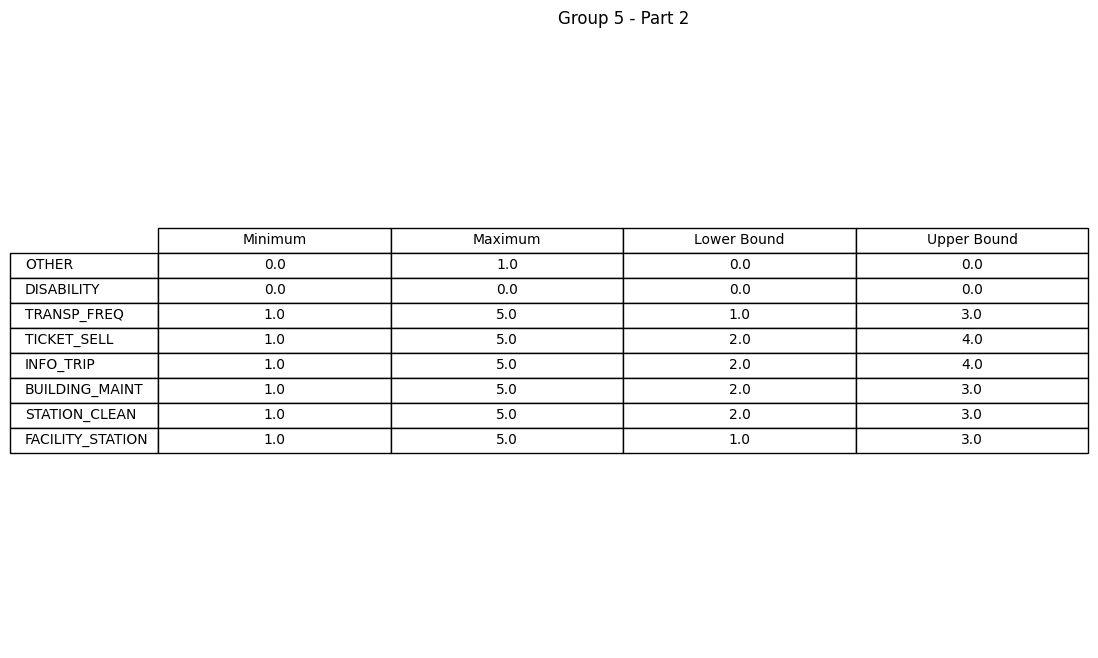 Group 5 - Part 2
Minimum Maximum Lower Bound Upper Bound
OTHER 0.0 1.0 0.0 0.0
DISABILITY 0.0 0.0 0.0 0.0
TRANSP_FREQ 1.0 5.0 1.0 3.0
TICKET_SELL 1.0 5.0 2.0 4.0
INFO_TRIP 1.0 5.0 2.0 4.0
BUILDING_MAINT 1.0 5.0 2.0 3.0
STATION_CLEAN 1.0 5.0 2.0 3.0
FACILITY_STATION 1.0 5.0 1.0 3.0